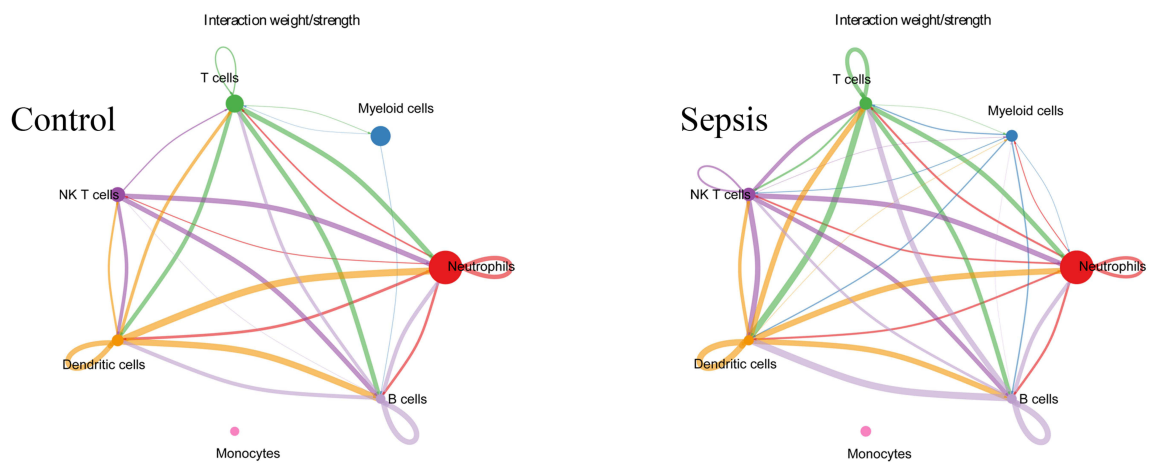 Interaction weight/strength
Control
T cells
Myeloid cells
NK T cells
Neutrophils
Dendritic cells
B cells
Monocytes
Interaction weight/strength
Sepsis
T cells
Myeloid cells
NK T cells
Neutrophils
Dendritic cells
B cells
Monocytes